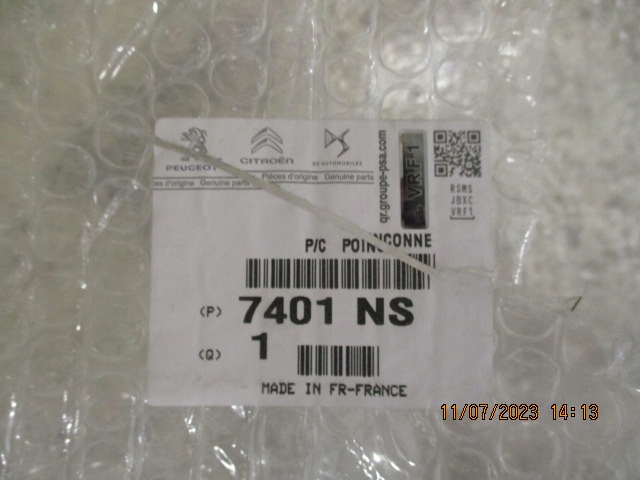 PEUGEOT
CITROËN
DS AUTOMOBILES
Pièces d'origine · Genuine parts
qr.groupe-psa.com
VRIF1
RSMS
JBXC
VRF1
P/C
(P) 7401 NS
(Q) 1
MADE IN FR-FRANCE
11/07/2023 14:13